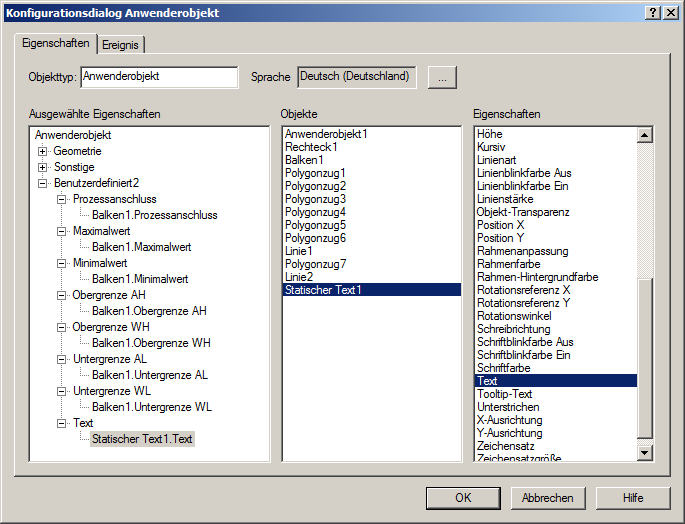 Konfigurationsdialog Anwenderobjekt
Eigenschaften
Ereignis
Objekttyp:
Anwenderobjekt
Sprache
Deutsch (Deutschland)
...
Ausgewählte Eigenschaften
Anwenderobjekt
Geometrie
Sonstige
Benutzerdefiniert2
Prozessanschluss
Balken1.Prozessanschluss
Maximalwert
Balken1.Maximalwert
Minimalwert
Balken1.Minimalwert
Obergrenze AH
Balken1.Obergrenze AH
Obergrenze WH
Balken1.Obergrenze WH
Untergrenze AL
Balken1.Untergrenze AL
Untergrenze WL
Balken1.Untergrenze WL
Text
Statischer Text1.Text
Objekte
Anwenderobjekt1
Rechteck1
Balken1
Polygonzug1
Polygonzug2
Polygonzug3
Polygonzug4
Polygonzug5
Polygonzug6
Linie1
Polygonzug7
Linie2
Statischer Text1
Eigenschaften
Höhe
Kursiv
Linienart
Linienblinkfarbe Aus
Linienblinkfarbe Ein
Linienstärke
Objekt-Transparenz
Position X
Position Y
Rahmenanpassung
Rahmenfarbe
Rahmen-Hintergrundfarbe
Rotationsreferenz X
Rotationsreferenz Y
Rotationswinkel
Schreibrichtung
Schriftblinkfarbe Aus
Schriftblinkfarbe Ein
Schriftfarbe
Text
Tooltip-Text
Unterstrichen
X-Ausrichtung
Y-Ausrichtung
Zeichensatz
Zeichensatzgröße
OK
Abbrechen
Hilfe